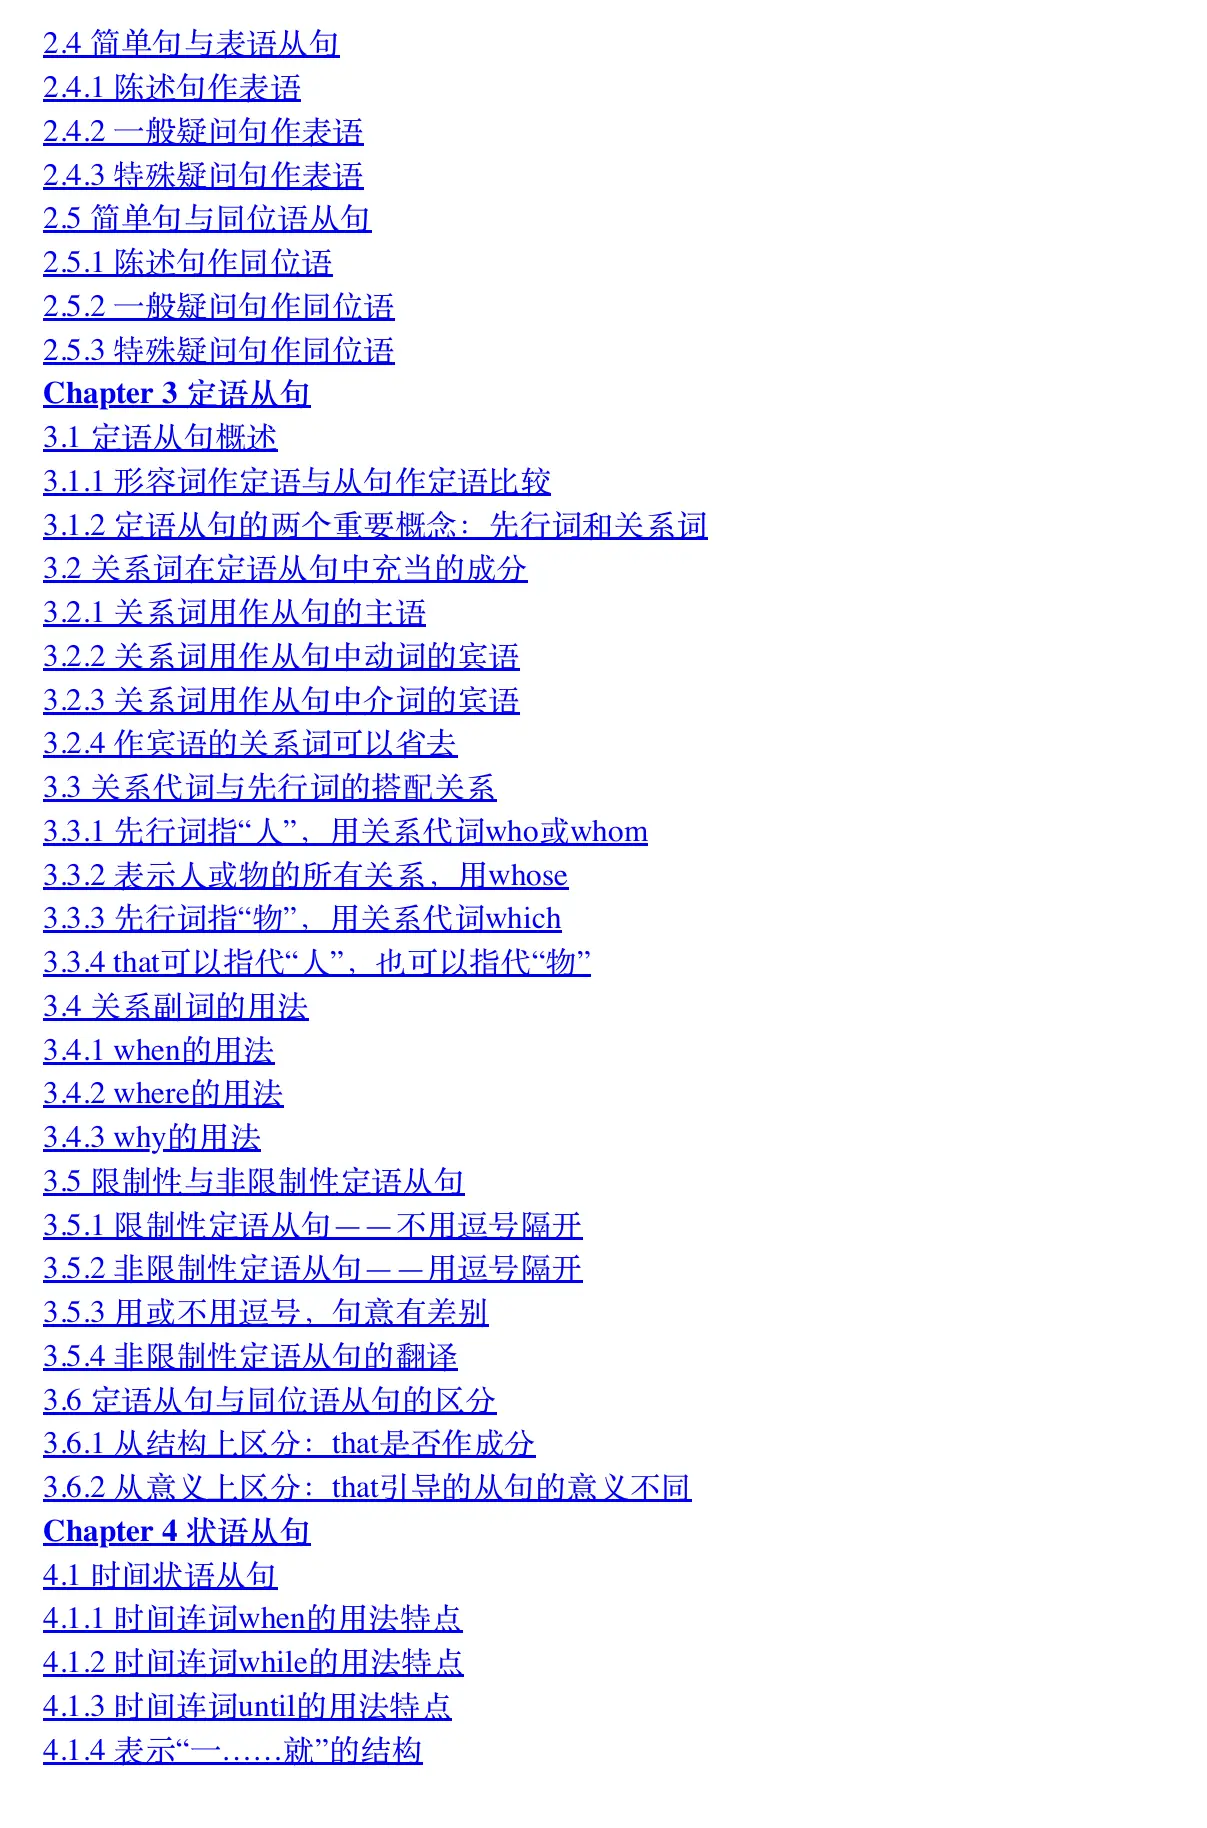 2.4 简单句与表语从句
2.4.1 陈述句作表语
2.4.2 一般疑问句作表语
2.4.3 特殊疑问句作表语
2.5 简单句与同位语从句
2.5.1 陈述句作同位语
2.5.2 一般疑问句作同位语
2.5.3 特殊疑问句作同位语
Chapter 3 定语从句
3.1 定语从句概述
3.1.1 形容词作定语与从句作定语比较
3.1.2 定语从句的两个重要概念：先行词和关系词
3.2 关系词在定语从句中充当的成分
3.2.1 关系词用作从句的主语
3.2.2 关系词用作从句中动词的宾语
3.2.3 关系词用作从句中介词的宾语
3.2.4 作宾语的关系词可以省去
3.3 关系代词与先行词的搭配关系
3.3.1 先行词指“人”，用关系代词who或whom
3.3.2 表示人或物的所有关系，用whose
3.3.3 先行词指“物”，用关系代词which
3.3.4 that可以指代“人”，也可以指代“物”
3.4 关系副词的用法
3.4.1 when的用法
3.4.2 where的用法
3.4.3 why的用法
3.5 限制性与非限制性定语从句
3.5.1 限制性定语从句——不用逗号隔开
3.5.2 非限制性定语从句——用逗号隔开
3.5.3 用或不用逗号，句意有差别
3.5.4 非限制性定语从句的翻译
3.6 定语从句与同位语从句的区分
3.6.1 从结构上区分：that是否作成分
3.6.2 从意义上区分：that引导的从句的意义不同
Chapter 4 状语从句
4.1 时间状语从句
4.1.1 时间连词when的用法特点
4.1.2 时间连词while的用法特点
4.1.3 时间连词until的用法特点
4.1.4 表示“一……就”的结构